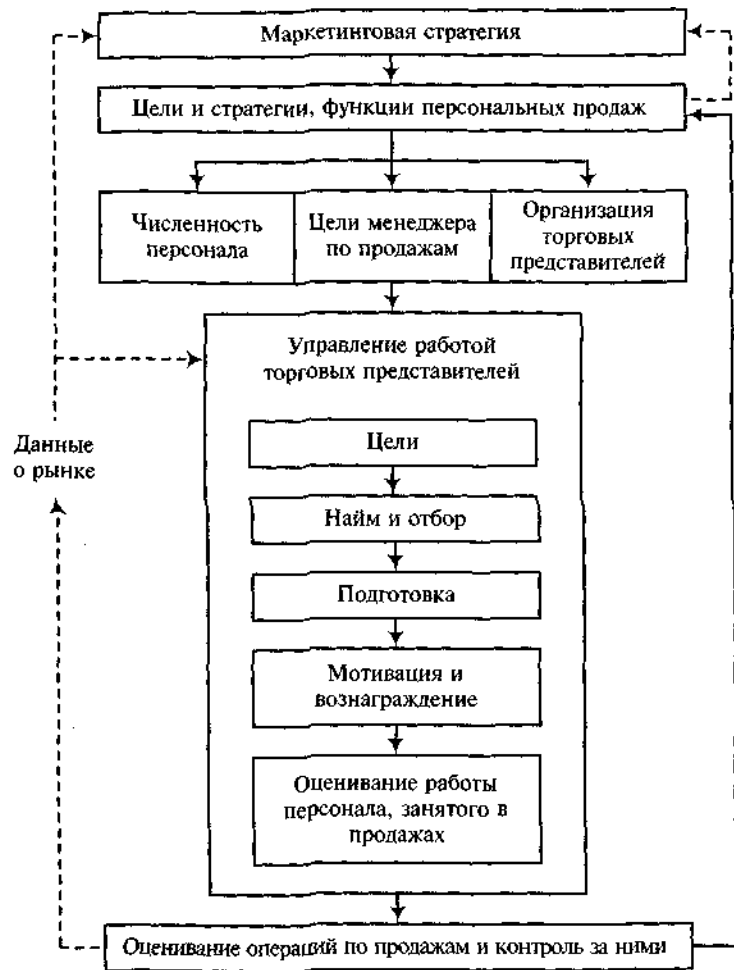 Маркетинговая стратегия
Цели и стратегии, функции персональных продаж
Численность
персонала
Цели менеджера
по продажам
Организация
торговых
представителей
Управление работой
торговых представителей
Данные
о рынке
Цели
Найм и отбор
Подготовка
Мотивация и
вознаграждение
Оценивание работы
персонала, занятого в
продажах
Оценивание операций по продажам и контроль за ними